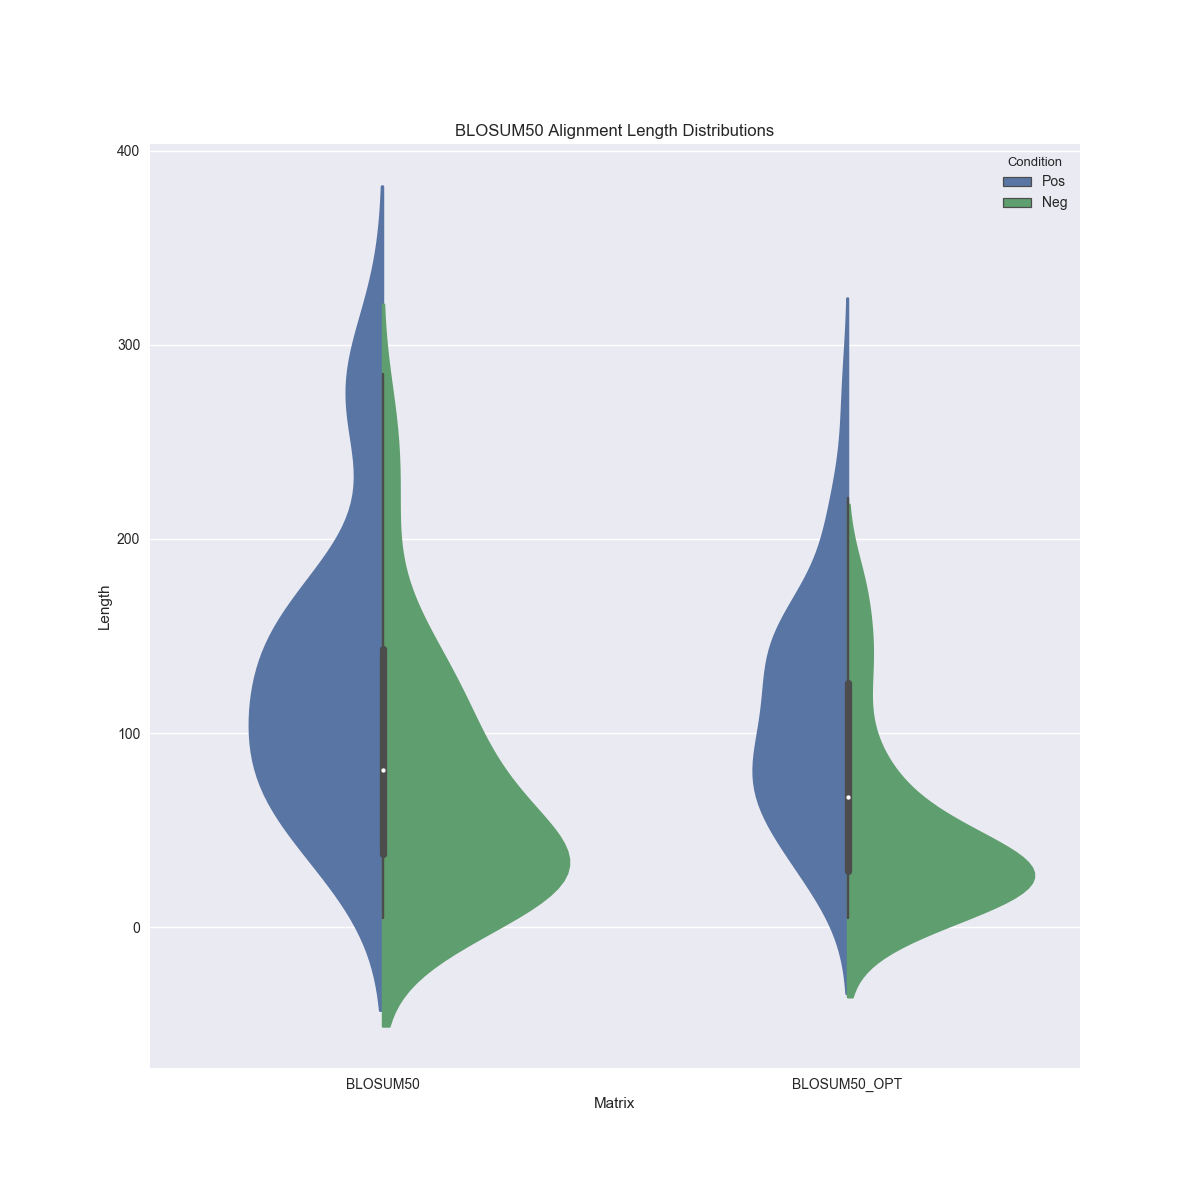 BLOSUM50 Alignment Length Distributions
Condition
Pos
Neg
400
300
200
100
0
Length
BLOSUM50
BLOSUM50_OPT
Matrix